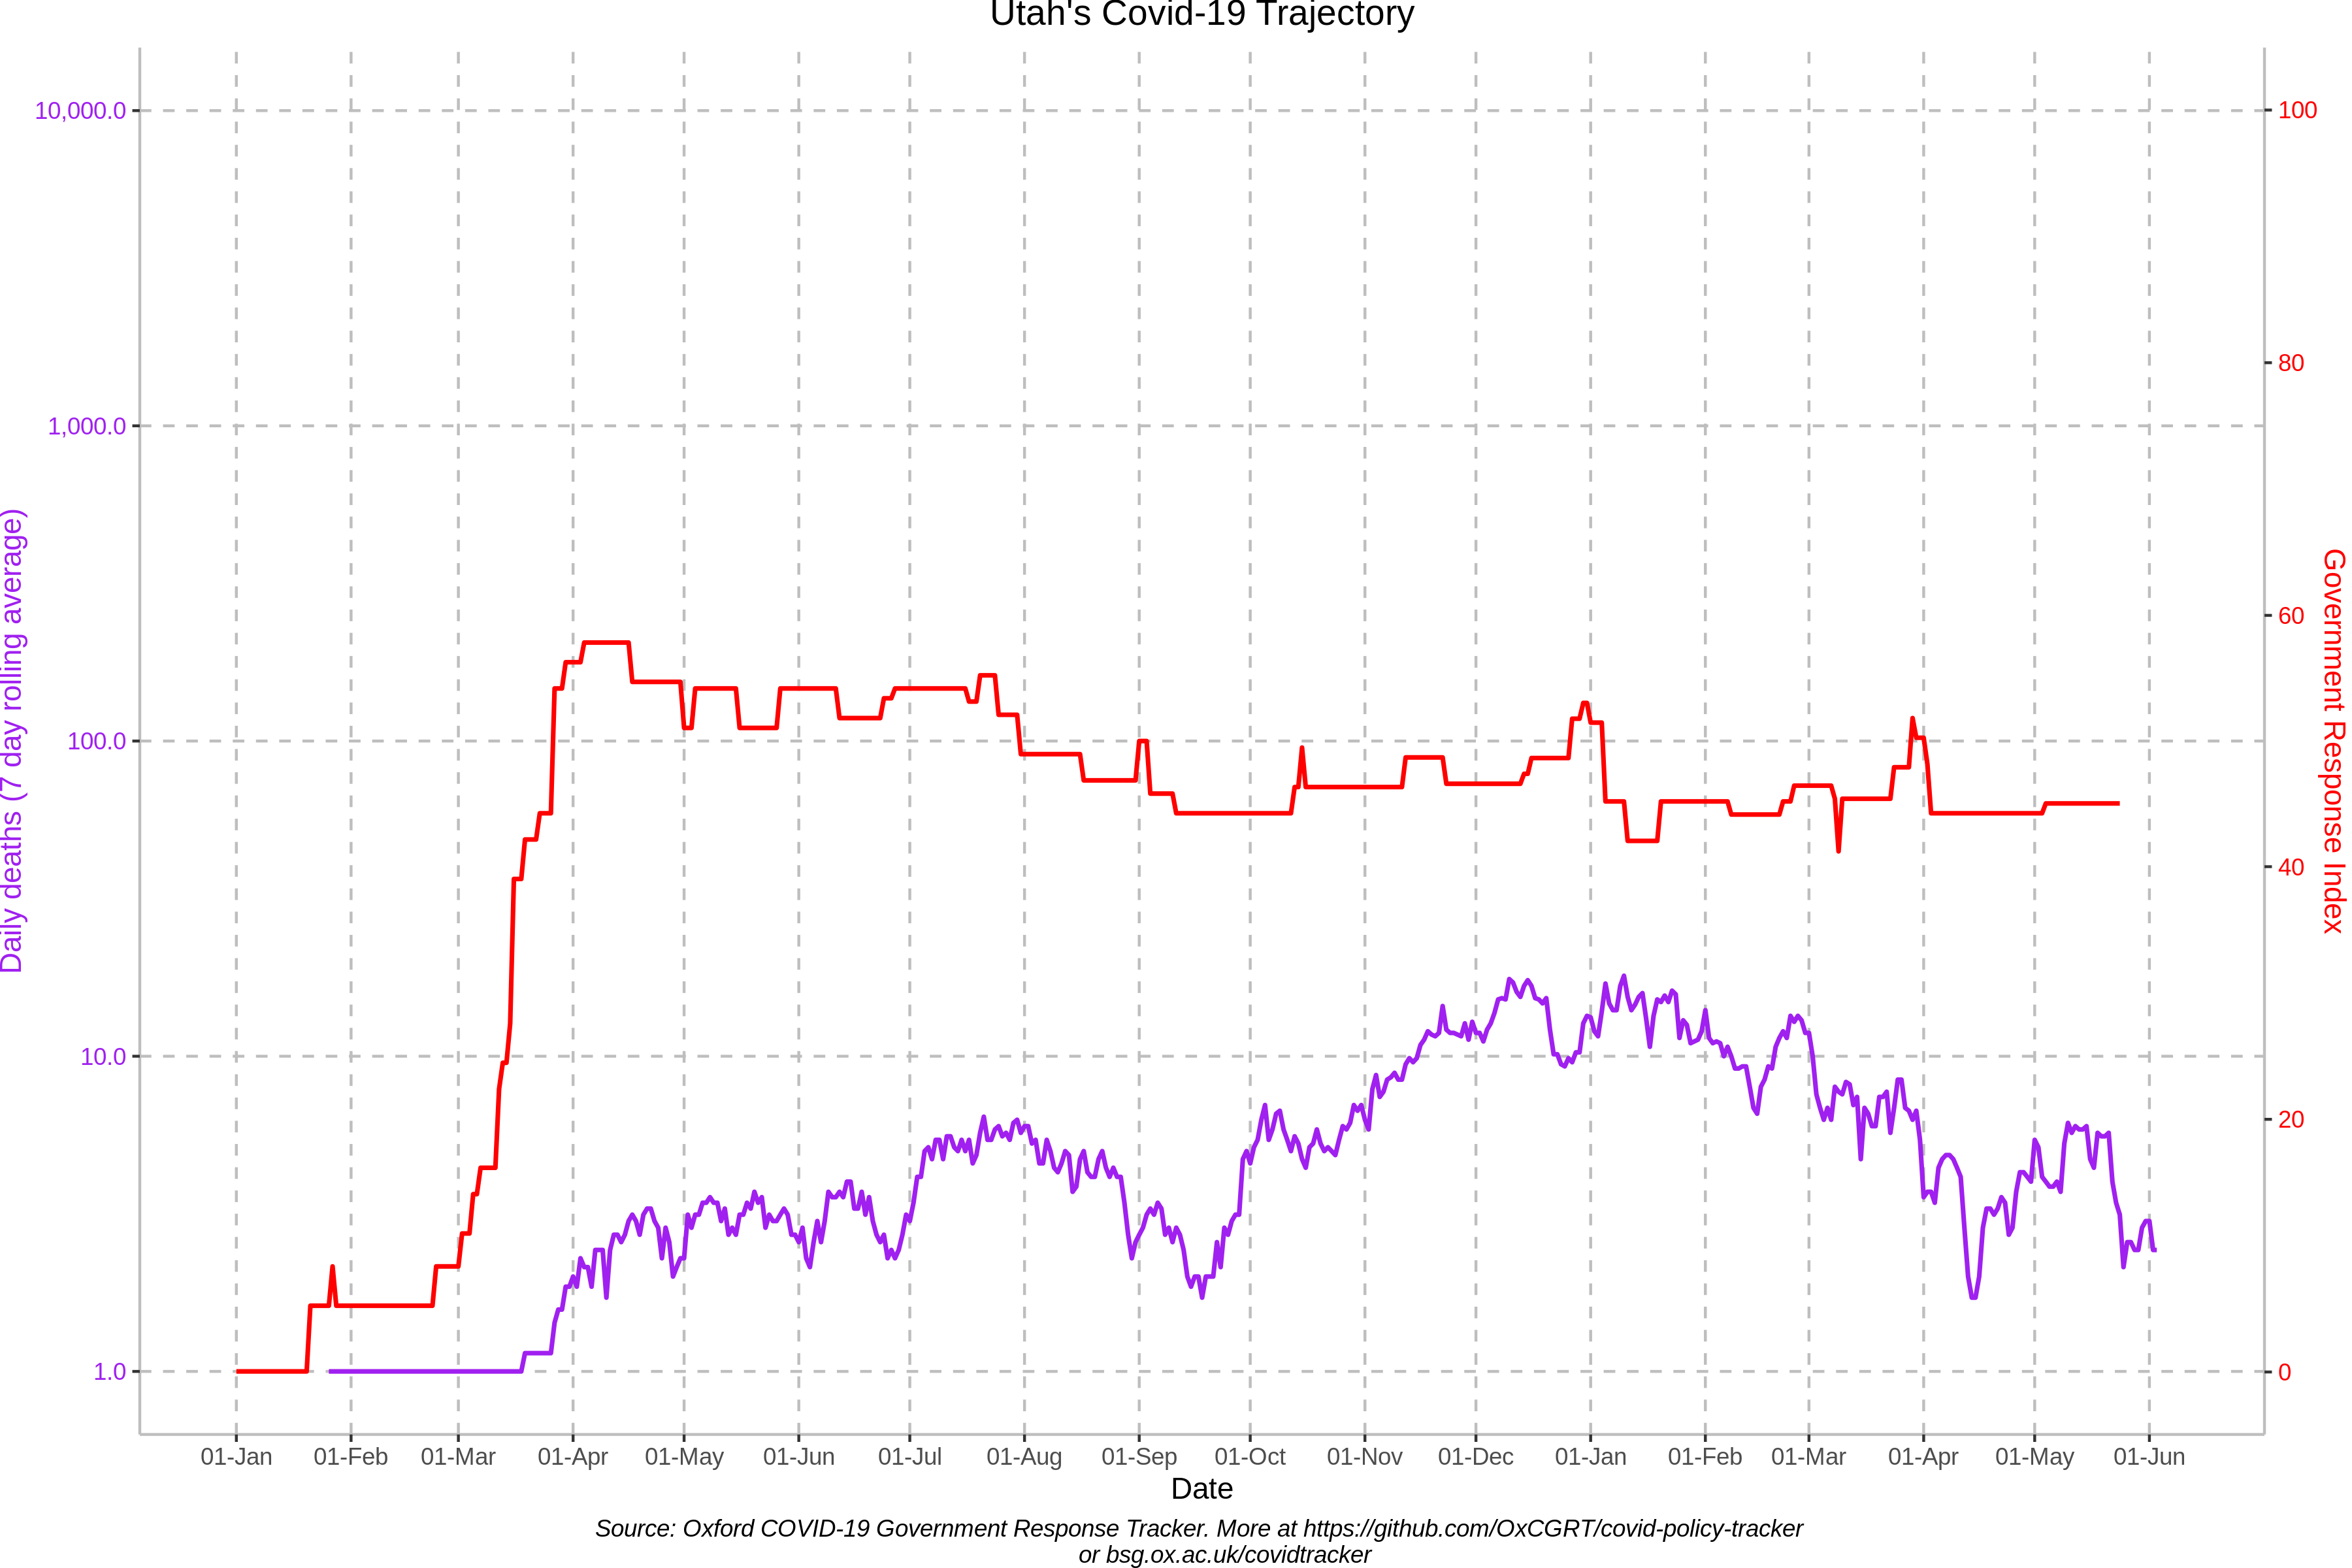 Utah's Covid-19 Trajectory
10,000.0
1,000.0
100.0
10.0
1.0
Daily deaths (7 day rolling average)
100
80
60
40
20
0
Government Response Index
01-Jan 01-Feb 01-Mar 01-Apr 01-May 01-Jun 01-Jul 01-Aug 01-Sep 01-Oct 01-Nov 01-Dec 01-Jan 01-Feb 01-Mar 01-Apr 01-May 01-Jun
Date
Source: Oxford COVID-19 Government Response Tracker. More at https://github.com/OxCGRT/covid-policy-tracker
or bsg.ox.ac.uk/covidtracker